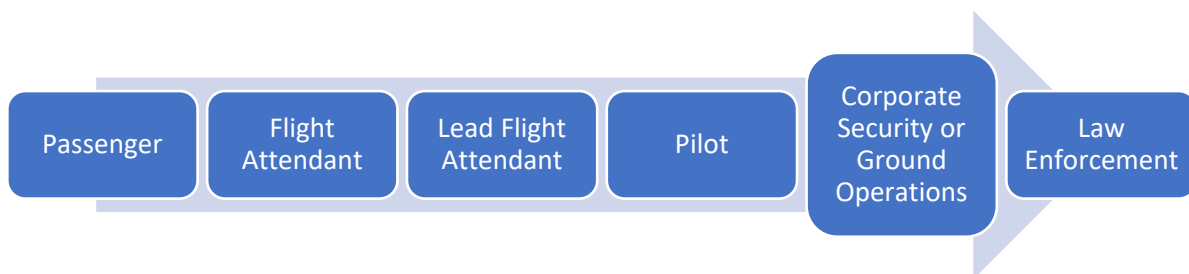 Passenger
Flight
Attendant
Lead Flight
Attendant
Pilot
Corporate
Security or
Ground
Operations
Law
Enforcement